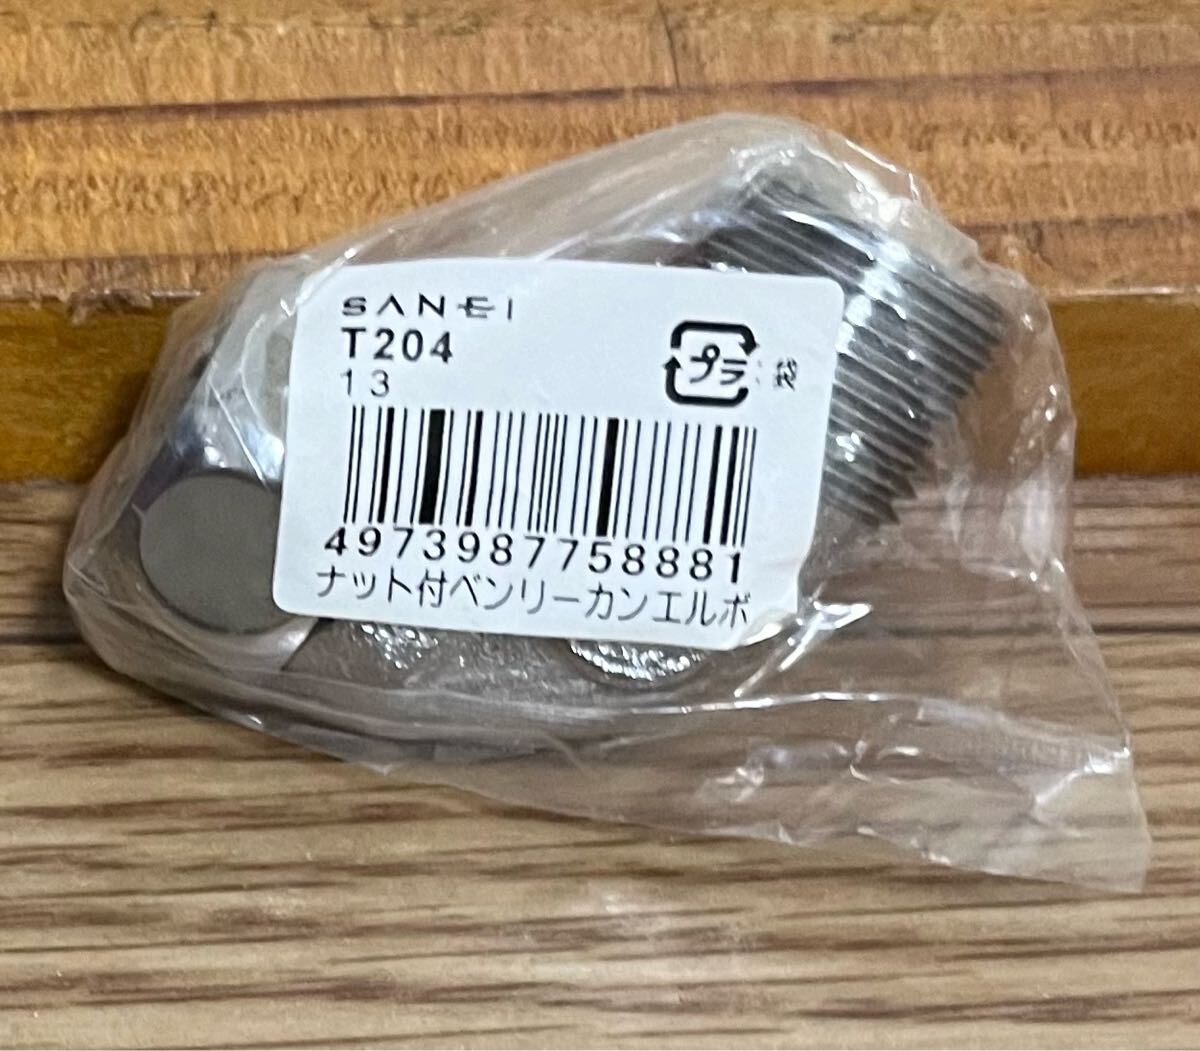 SANEI
T204
13
プラ : 袋
4973987758881
ナット付ベンリーカンエルボ